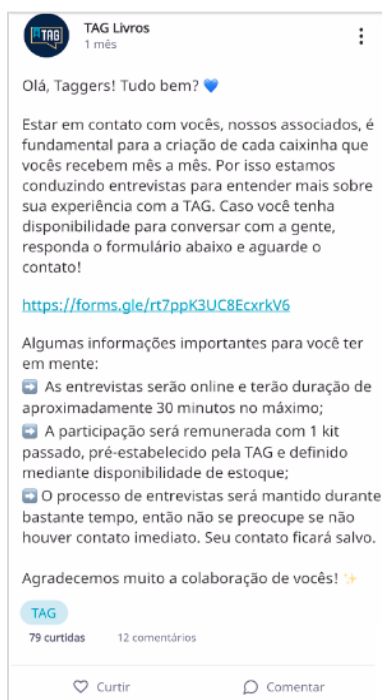 TAG
TAG Livros
1 mês
Olá, Taggers! Tudo bem? 💙
Estar em contato com vocês, nossos associados, é
fundamental para a criação de cada caixinha que
vocês recebem mês a mês. Por isso estamos
conduzindo entrevistas para entender mais sobre
sua experiência com a TAG. Caso você tenha
disponibilidade para conversar com a gente,
responda o formulário abaixo e aguarde o
contato!
https://forms.gle/rt7ppK3UC8EcxrkV6
Algumas informações importantes para você ter
em mente:
➡️ As entrevistas serão online e terão duração de
aproximadamente 30 minutos no máximo;
➡️ A participação será remunerada com 1 kit
passado, pré-estabelecido pela TAG e definido
mediante disponibilidade de estoque;
➡️ O processo de entrevistas será mantido durante
bastante tempo, então não se preocupe se não
houver contato imediato. Seu contato ficará salvo.
Agradecemos muito a colaboração de vocês! ✨
TAG
79 curtidas 12 comentários
Curtir Comentar